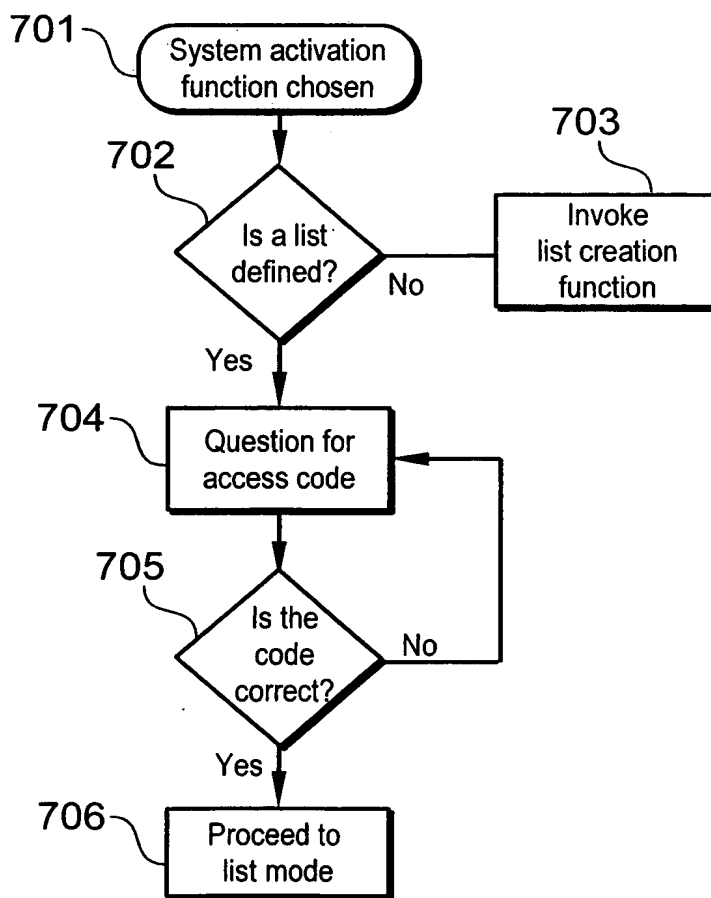 701
System activation
function chosen
702
Is a list
defined?
No
703
Invoke
list creation
function
Yes
704
Question for
access code
705
Is the
code
correct?
No
Yes
706
Proceed to
list mode